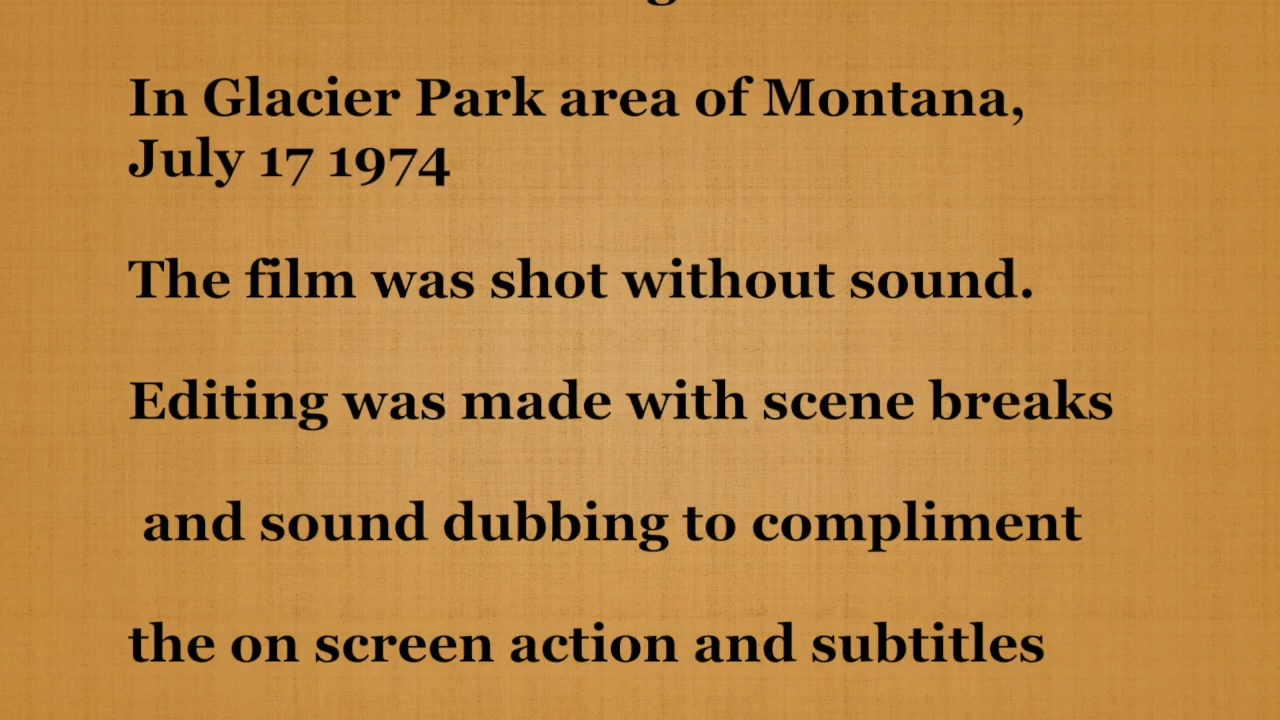 In Glacier Park area of Montana,
July 17 1974
The film was shot without sound.
Editing was made with scene breaks
and sound dubbing to compliment
the on screen action and subtitles